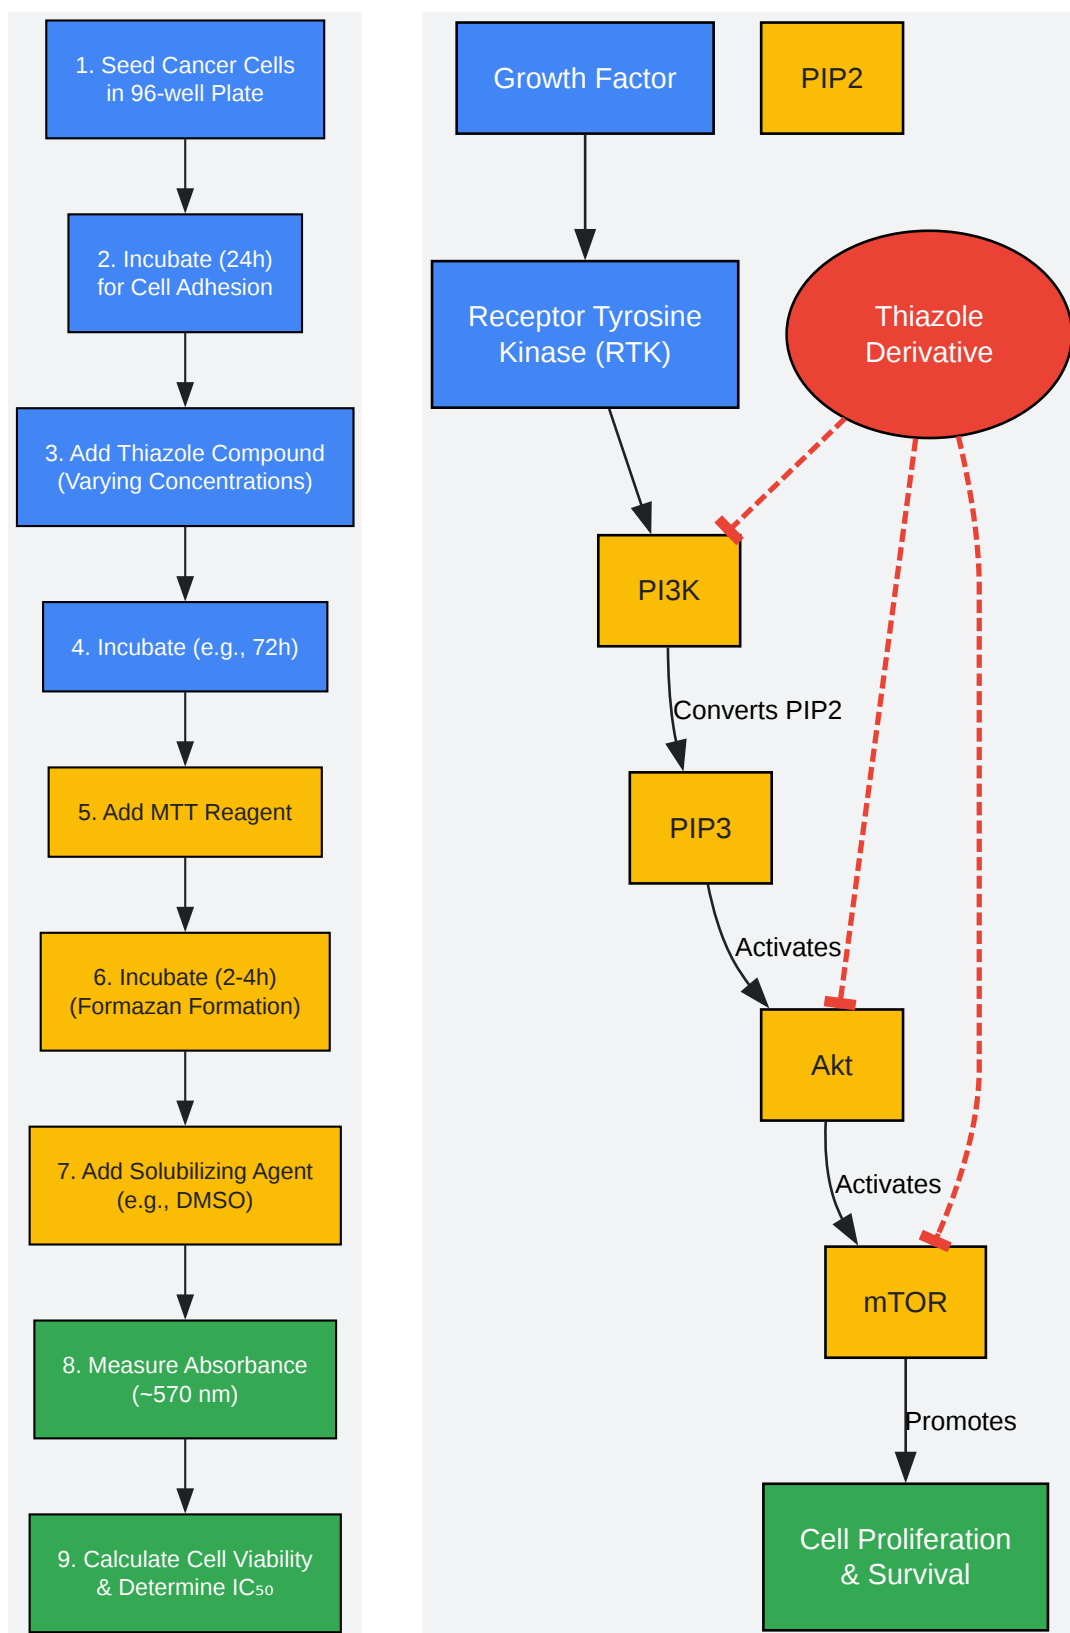 1. Seed Cancer Cells
in 96-well Plate
2. Incubate (24h)
for Cell Adhesion
3. Add Thiazole Compound
(Varying Concentrations)
4. Incubate (e.g., 72h)
5. Add MTT Reagent
6. Incubate (2-4h)
(Formazan Formation)
7. Add Solubilizing Agent
(e.g., DMSO)
8. Measure Absorbance
(~570 nm)
9. Calculate Cell Viability
& Determine IC₅₀
Growth Factor
PIP2
Receptor Tyrosine
Kinase (RTK)
Thiazole
Derivative
PI3K
Converts PIP2
PIP3
Activates
Akt
Activates
mTOR
Promotes
Cell Proliferation
& Survival